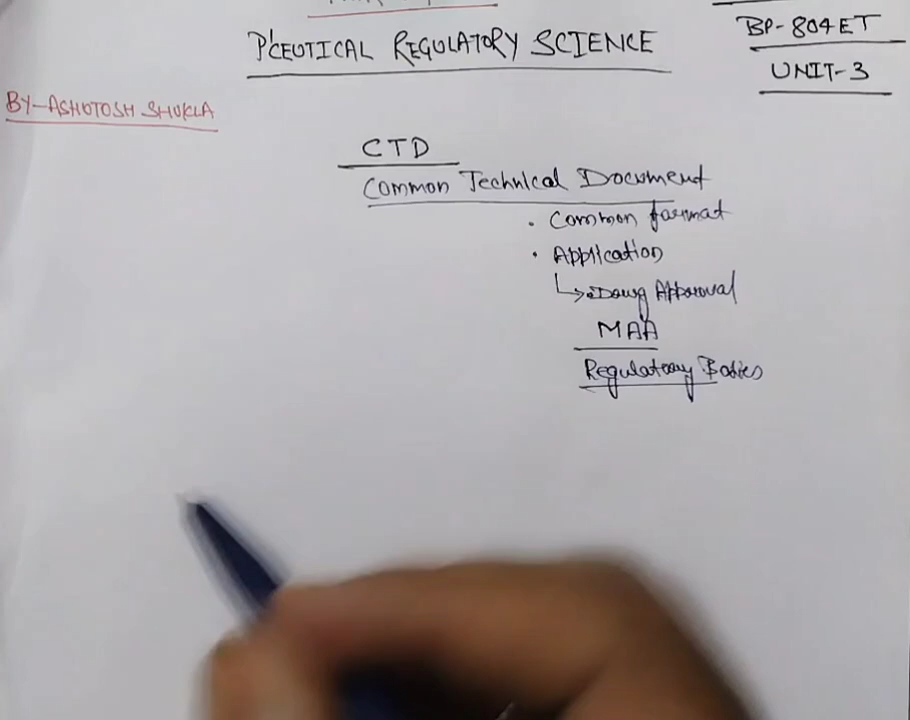 P'CEUTICAL REGULATORY SCIENCE
BP-804ET
UNIT-3
BY-ASHUTOSH SHUKLA
CTD
Common Technical Document
· Common format
· Application
↳ Drug Approval
MAA
Regulatory Bodies